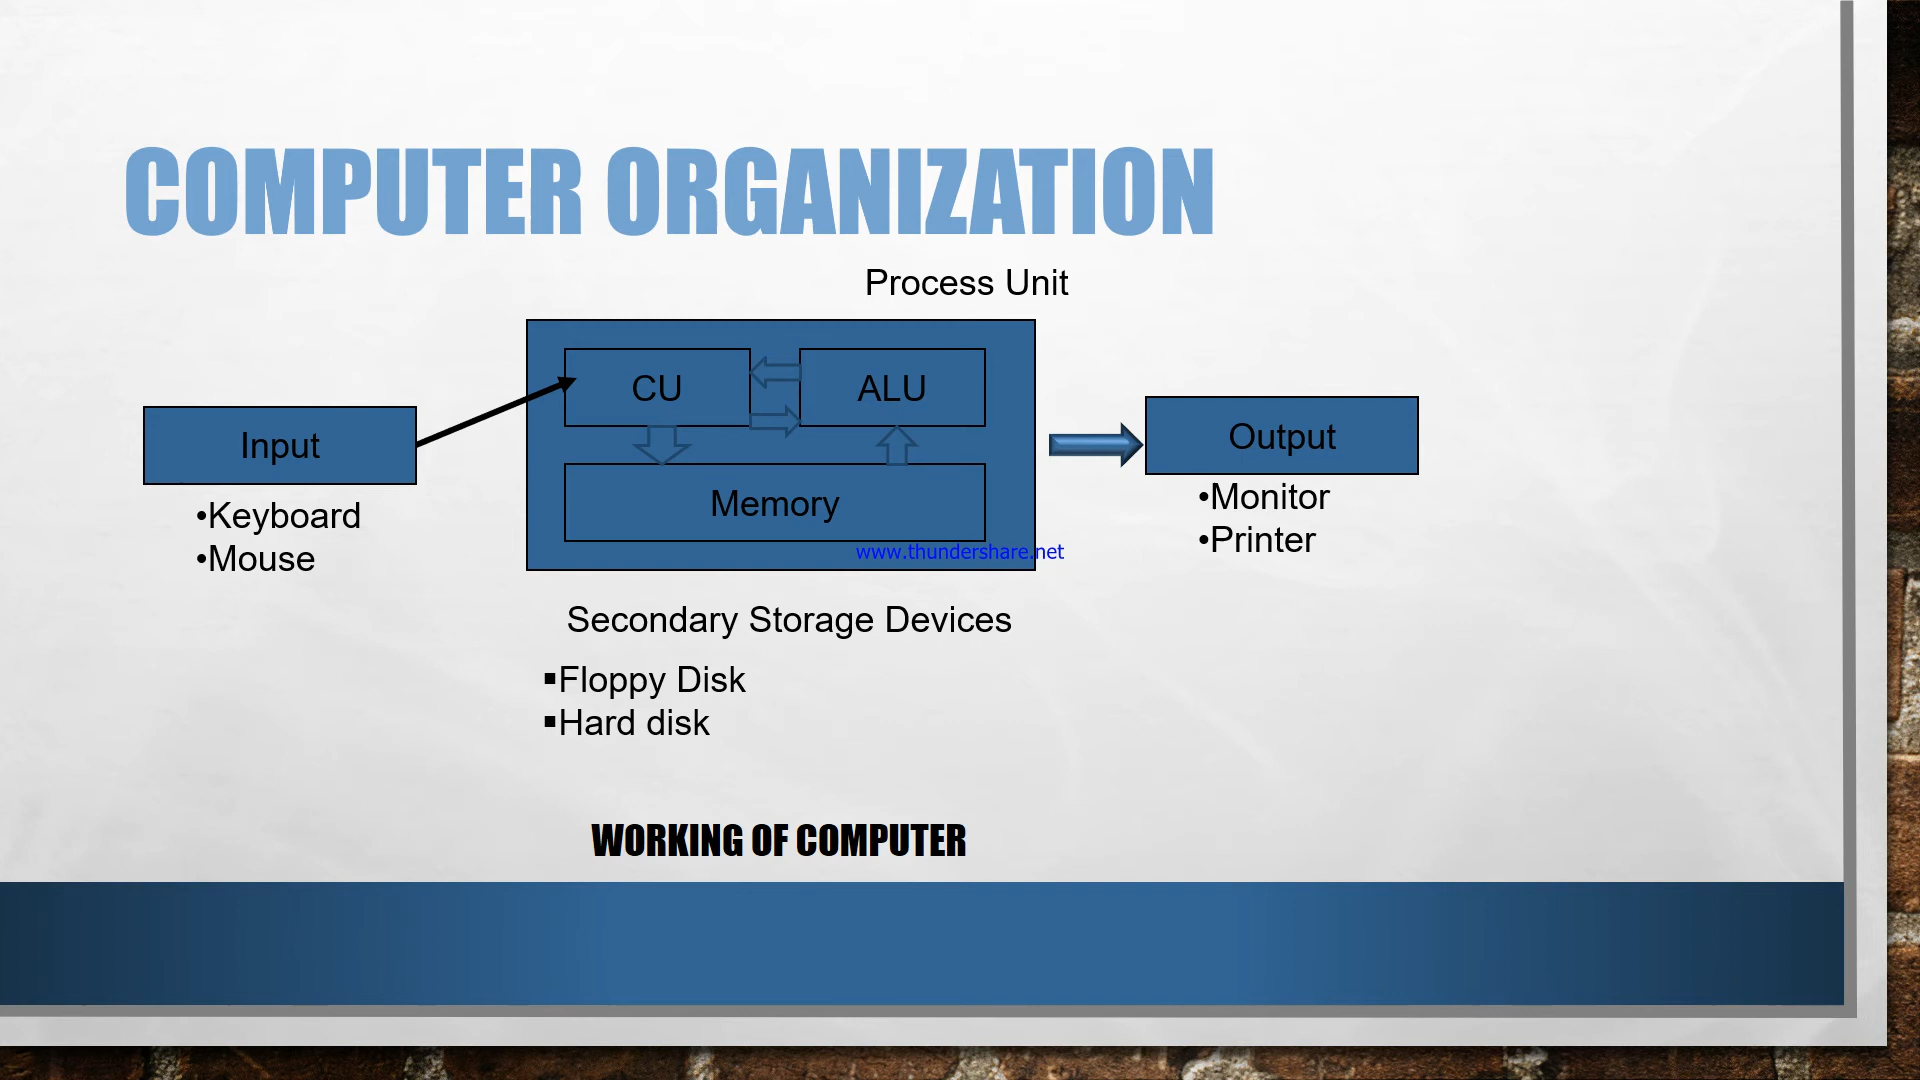 COMPUTER ORGANIZATION
Process Unit
CU
ALU
Input
Output
Memory
•Keyboard
•Mouse
•Monitor
•Printer
www.thundershare.net
Secondary Storage Devices
▪Floppy Disk
▪Hard disk
WORKING OF COMPUTER